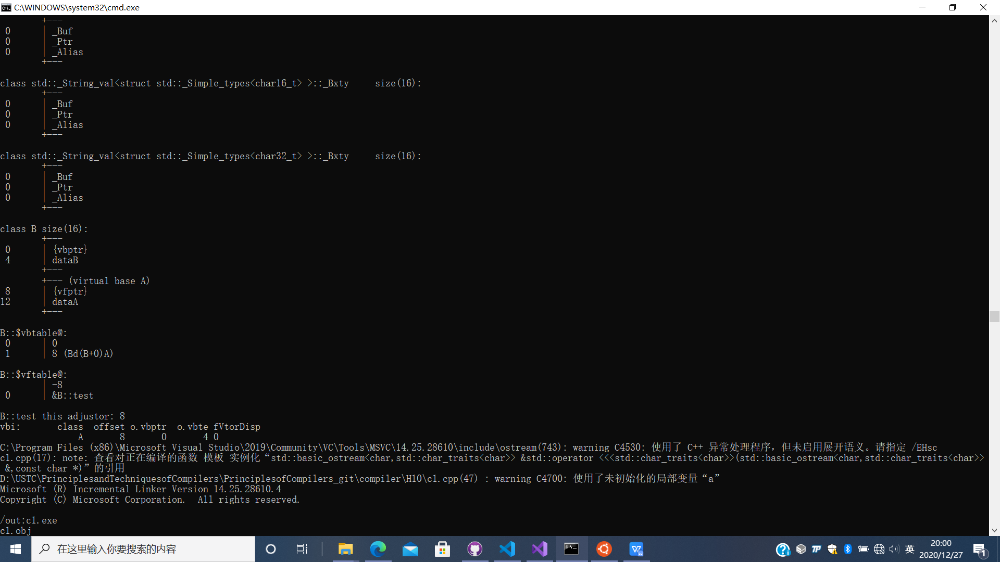 C:\WINDOWS\system32\cmd.exe
+---
0 | _Buf
0 | _Ptr
0 | _Alias
+---
class std::_String_val<struct std::_Simple_types<char16_t> >::_Bxty size(16):
+---
0 | _Buf
0 | _Ptr
0 | _Alias
+---
class std::_String_val<struct std::_Simple_types<char32_t> >::_Bxty size(16):
+---
0 | _Buf
0 | _Ptr
0 | _Alias
+---
class B size(16):
+---
0 | {vbptr}
4 | dataB
+---
+--- (virtual base A)
8 | {vfptr}
12 | dataA
+---
B::$vbtable@:
0 | 0
1 | 8 (Bd(B+0)A)
B::$vftable@:
| -8
0 | &B::test
B::test this adjustor: 8
vbi: class offset o.vbptr o.vbte fVtorDisp
A 8 0 4 0
C:\Program Files (x86)\Microsoft Visual Studio\2019\Community\VC\Tools\MSVC\14.25.28610\include\ostream(743): warning C4530: 使用了 C++ 异常处理程序，但未启用展开语义。请指定 /EHsc
cl.cpp(17): note: 查看对正在编译的函数 模板 实例化“std::basic_ostream<char,std::char_traits<char>> &std::operator <<<std::char_traits<char>>(std::basic_ostream<char,std::char_traits<char>>
&,const char *)”的引用
D:\USTC\PrinciplesandTechniquesofCompilers\PrinciplesofCompilers_git\compiler\H10\cl.cpp(47) : warning C4700: 使用了未初始化的局部变量“a”
Microsoft (R) Incremental Linker Version 14.25.28610.4
Copyright (C) Microsoft Corporation.  All rights reserved.
/out:cl.exe
cl.obj
在这里输入你要搜索的内容
英
20:00
2020/12/27
1